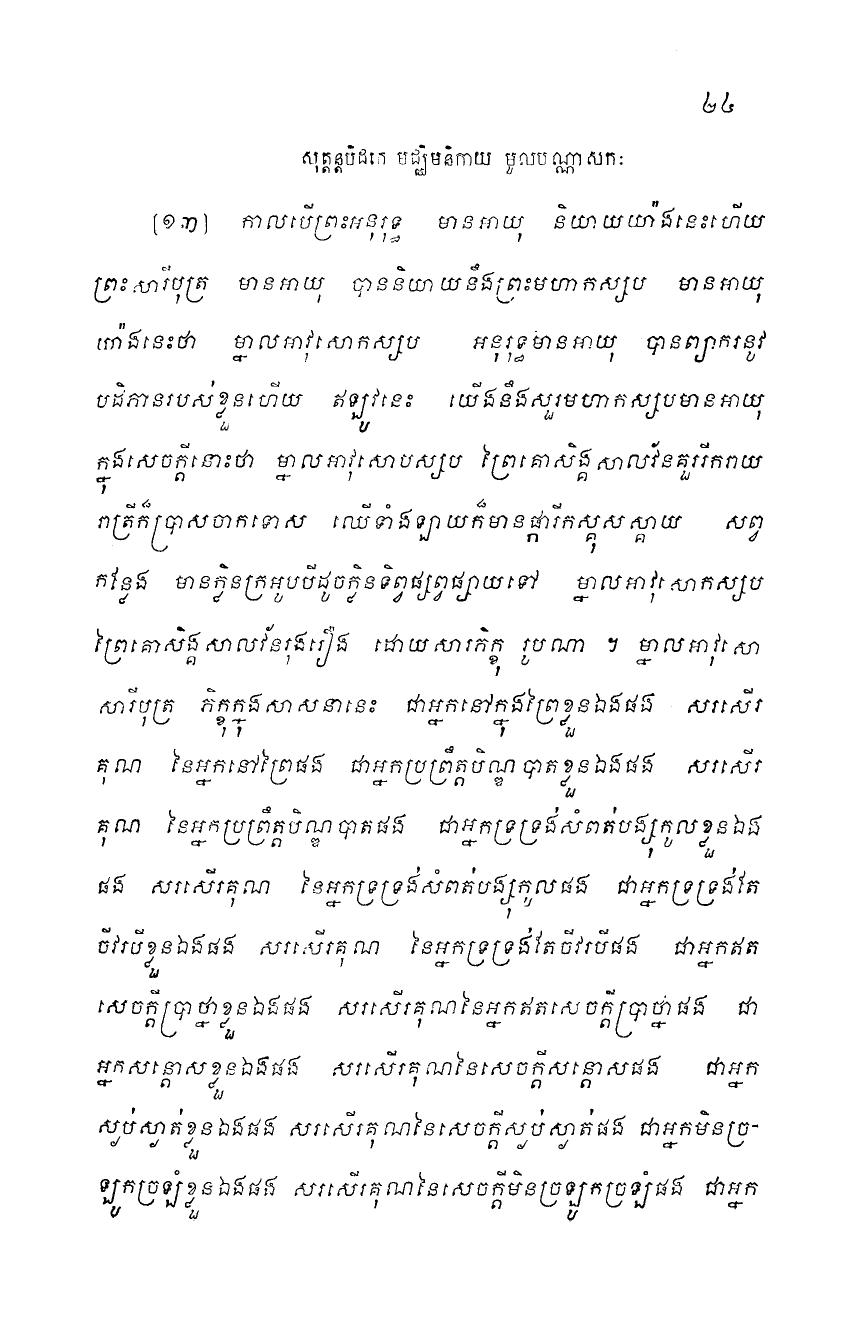 ២៤
សុត្តន្តបិដកេ មជ្ឈិមនិកាយ មូលបណ្ណាសកៈ
[១៣] កាលបើព្រះអនុរុទ្ធ មានអាយុ និយាយយ៉ាងនេះហើយ
ព្រះសារីបុត្រ មានអាយុ បាននិយាយនឹងព្រះមហាកស្សប មានអាយុ
យ៉ាងនេះថា ម្នាលអាវុសោកស្សប អនុរុទ្ធមានអាយុ បានព្យាករនូវ
បដិភានរបស់ខ្លួនហើយ ឥឡូវនេះ យើងនឹងសួរមហាកស្សបមានអាយុ
ក្នុងសេចក្តីនោះថា ម្នាលអាវុសោបស្សប ព្រៃគោសិង្គសាលវ័នគួររីករាយ
រាត្រីក៏ប្រាសចាកទោស ឈើទាំងឡាយក៏មានផ្ការីកស្គុសស្គាយ សព្វ
កន្លែង មានក្លិនក្រអូបបីដូចក្លិនទិព្វផ្សព្វផ្សាយទៅ ម្នាលអាវុសោកស្សប
ព្រៃគោសិង្គសាលវ័នរុងរឿង ដោយសារភិក្ខុ រូបណា ។ ម្នាលអាវុសោ
សារីបុត្រ ភិក្ខុក្នុងសាសនានេះ ជាអ្នកនៅក្នុងព្រៃខ្លួនឯងផង សរសើរ
គុណ នៃអ្នកនៅព្រៃផង ជាអ្នកប្រព្រឹត្តបិណ្ឌបាតខ្លួនឯងផង សរសើរ
គុណ នៃអ្នកប្រព្រឹត្តបិណ្ឌបាតផង ជាអ្នកទ្រទ្រង់សំពត់បង្សុកូលខ្លួនឯង
ផង សរសើរគុណ នៃអ្នកទ្រទ្រង់សំពត់បង្សុកូលផង ជាអ្នកទ្រទ្រង់តែ
ចីវរបីខ្លួនឯងផង សរសើរគុណ នៃអ្នកទ្រទ្រង់តែចីវរបីផង ជាអ្នកឥត
សេចក្តីប្រាថ្នាខ្លួនឯងផង សរសើរគុណនៃអ្នកឥតសេចក្តីប្រាថ្នាផង ជា
អ្នកសន្តោសខ្លួនឯងផង សរសើរគុណនៃសេចក្តីសន្តោសផង ជាអ្នក
ស្ងប់ស្ងាត់ខ្លួនឯងផង សរសើរគុណនៃសេចក្តីស្ងប់ស្ងាត់ផង ជាអ្នកមិនច្រ-
ឡូកច្រឡំខ្លួនឯងផង សរសើរគុណនៃសេចក្តីមិនច្រឡូកច្រឡំផង ជាអ្នក